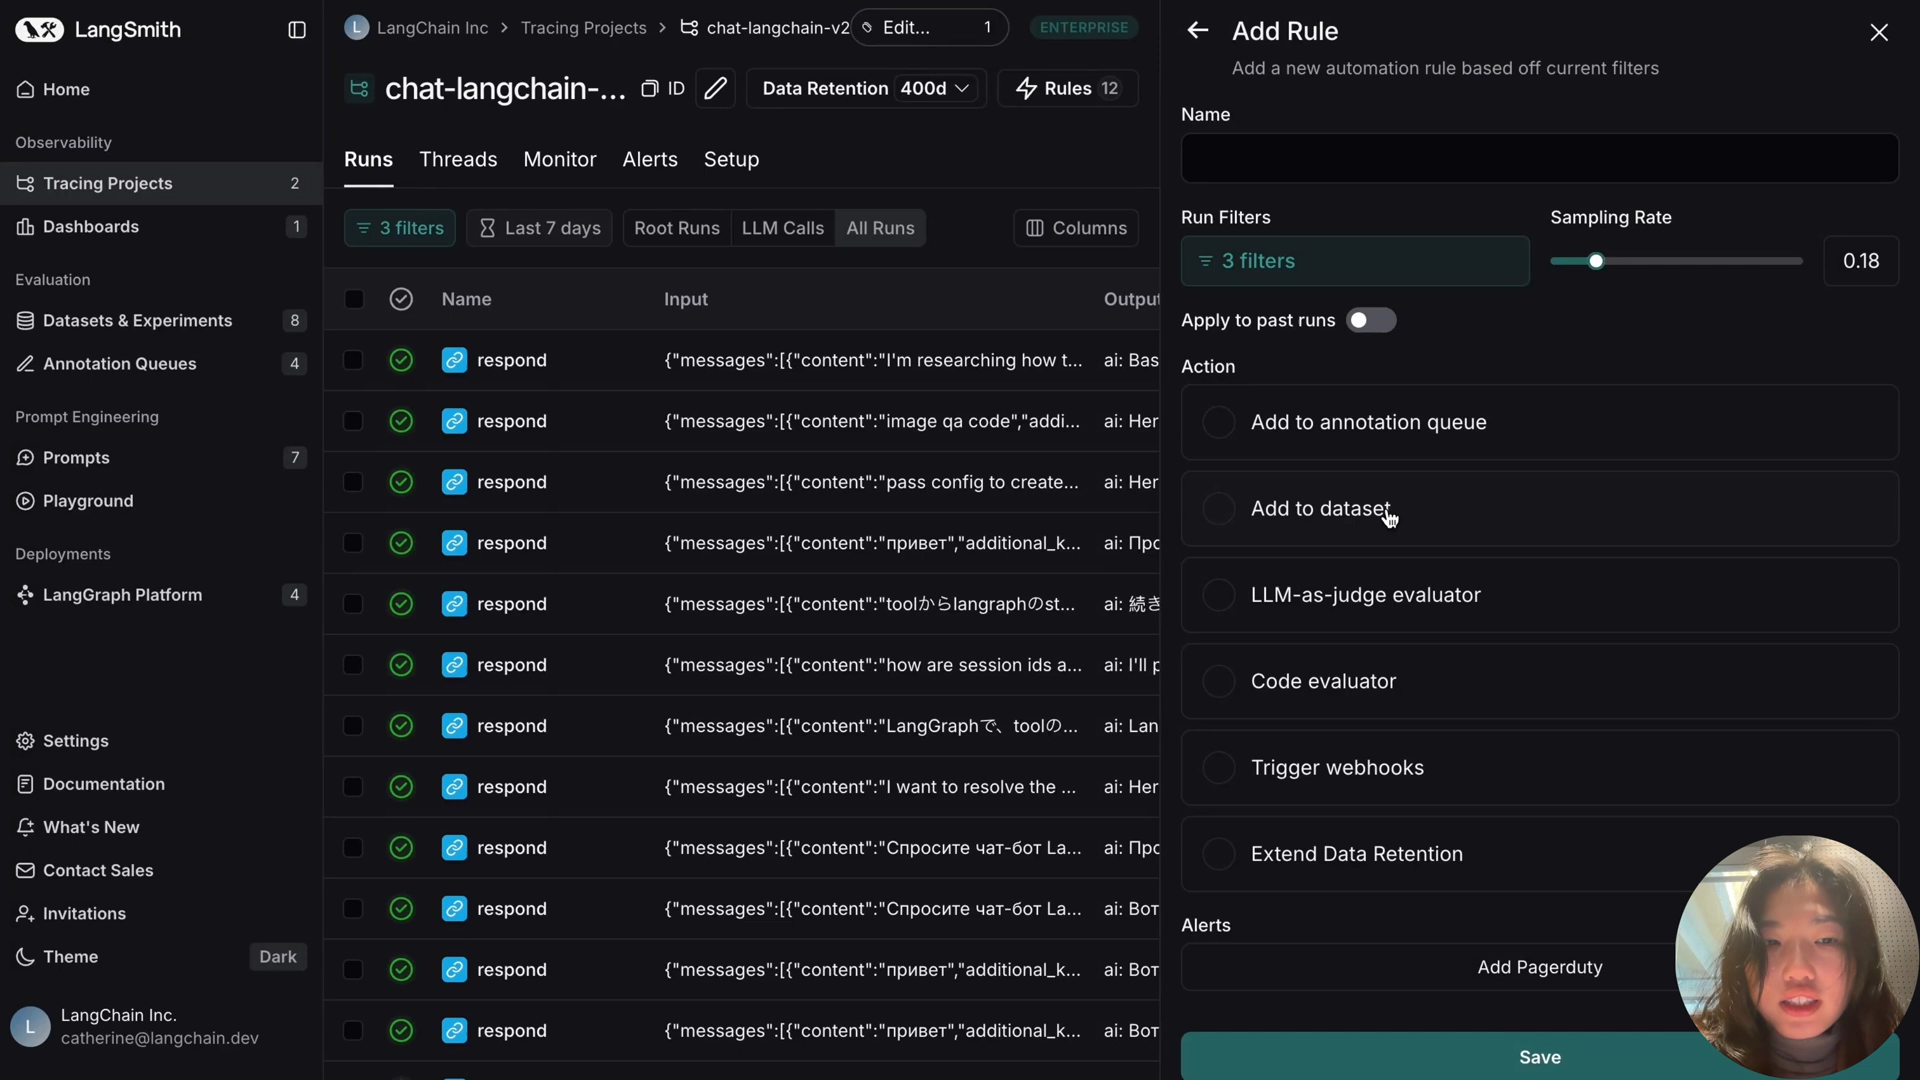 LangSmith
Home
Observability
Tracing Projects 2
Dashboards 1
Evaluation
Datasets & Experiments 8
Annotation Queues 4
Prompt Engineering
Prompts 7
Playground
Deployments
LangGraph Platform 4
Settings
Documentation
What's New
Contact Sales
Invitations
Theme Dark
L LangChain Inc.
catherine@langchain.dev
L LangChain Inc > Tracing Projects > chat-langchain-v2 Edit... 1 ENTERPRISE
chat-langchain-... ID Data Retention 400d Rules 12
Runs Threads Monitor Alerts Setup
3 filters Last 7 days Root Runs LLM Calls All Runs Columns
Name Input Output
respond {"messages":[{"content":"I'm researching how t... ai: Bas
respond {"messages":[{"content":"image qa code","addi... ai: Her
respond {"messages":[{"content":"pass config to create... ai: Her
respond {"messages":[{"content":"привет","additional_k... ai: Про
respond {"messages":[{"content":"toolからlangraphのst... ai: 続き
respond {"messages":[{"content":"how are session ids a... ai: I'll p
respond {"messages":[{"content":"LangGraphで、toolの... ai: Lan
respond {"messages":[{"content":"I want to resolve the ... ai: Her
respond {"messages":[{"content":"Спросите чат-бот La... ai: Про
respond {"messages":[{"content":"Спросите чат-бот La... ai: Вот
respond {"messages":[{"content":"привет","additional_k... ai: Вот
respond {"messages":[{"content":"привет","additional_k... ai: Вот
Add Rule
Add a new automation rule based off current filters
Name
Run Filters Sampling Rate
3 filters 0.18
Apply to past runs
Action
Add to annotation queue
Add to dataset
LLM-as-judge evaluator
Code evaluator
Trigger webhooks
Extend Data Retention
Alerts
Add Pagerduty
Save